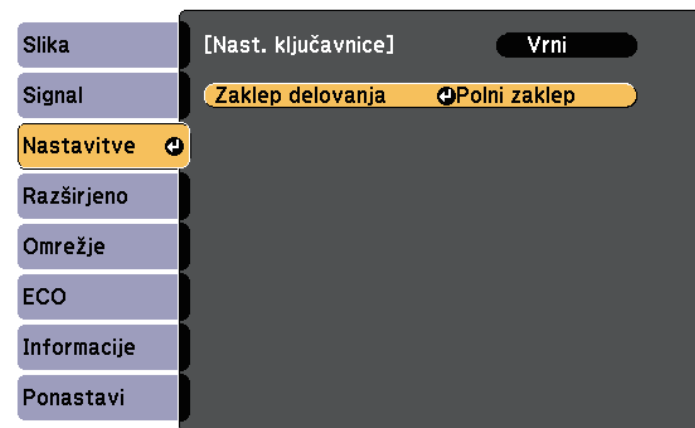 Slika
Signal
Nastavitve
Razširjeno
Omrežje
ECO
Informacije
Ponastavi
[Nast. ključavnice] Vrni
Zaklep delovanja Polni zaklep